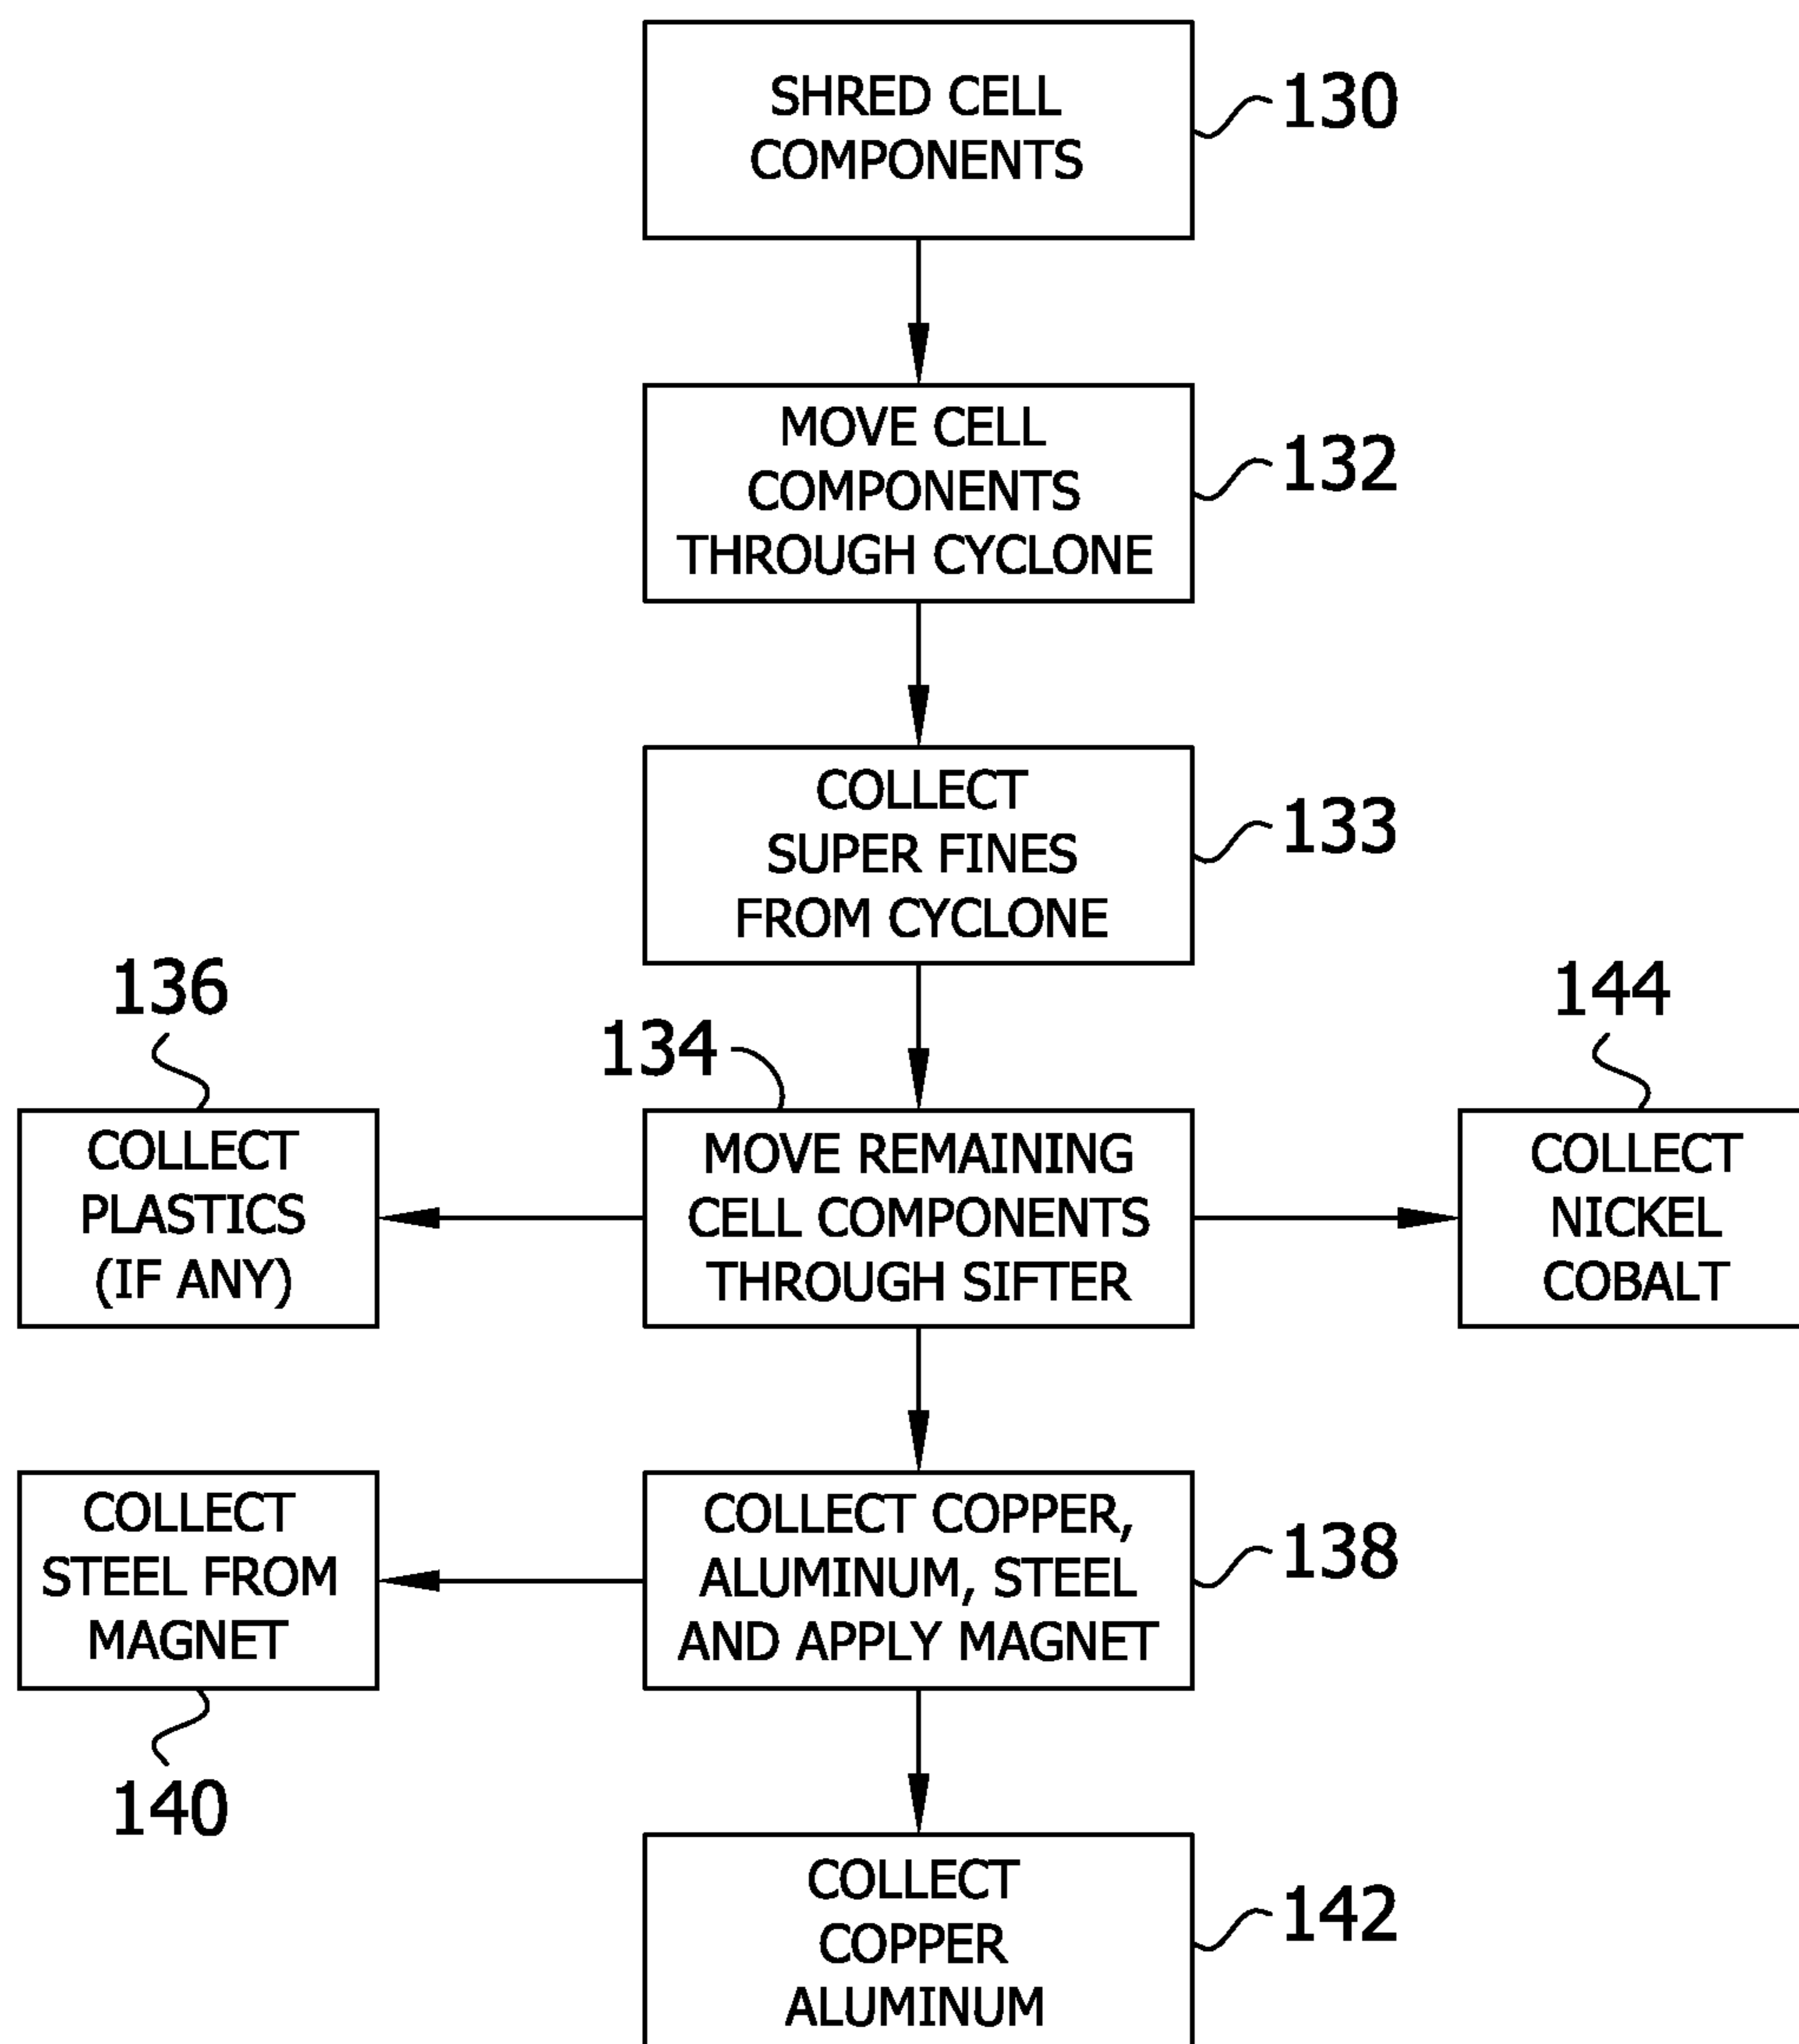 SHRED CELL
COMPONENTS
130
MOVE CELL
COMPONENTS
THROUGH CYCLONE
132
COLLECT
SUPER FINES
FROM CYCLONE
133
136
COLLECT
PLASTICS
(IF ANY)
134
MOVE REMAINING
CELL COMPONENTS
THROUGH SIFTER
144
COLLECT
NICKEL
COBALT
COLLECT
STEEL FROM
MAGNET
140
COLLECT COPPER,
ALUMINUM, STEEL
AND APPLY MAGNET
138
COLLECT
COPPER
ALUMINUM
142